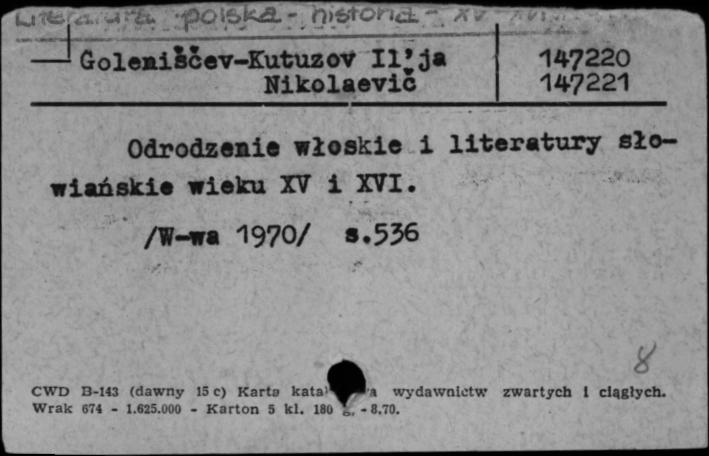 Literatura polska - historia - XV
Goleniščev-Kutuzov Il’ja 147220
Nikolaevič 147221
Odrodzenie włoskie i literatury sło-
wiańskie wieku XV i XVI.
/W-wa 1970/ s.536
8
CWD B-143 (dawny 15 c) Karta wydawnictw zwartych i ciągłych.
Wrak 674 - 1.625.000 - Karton 5 kl. 180 g. - 8.70.